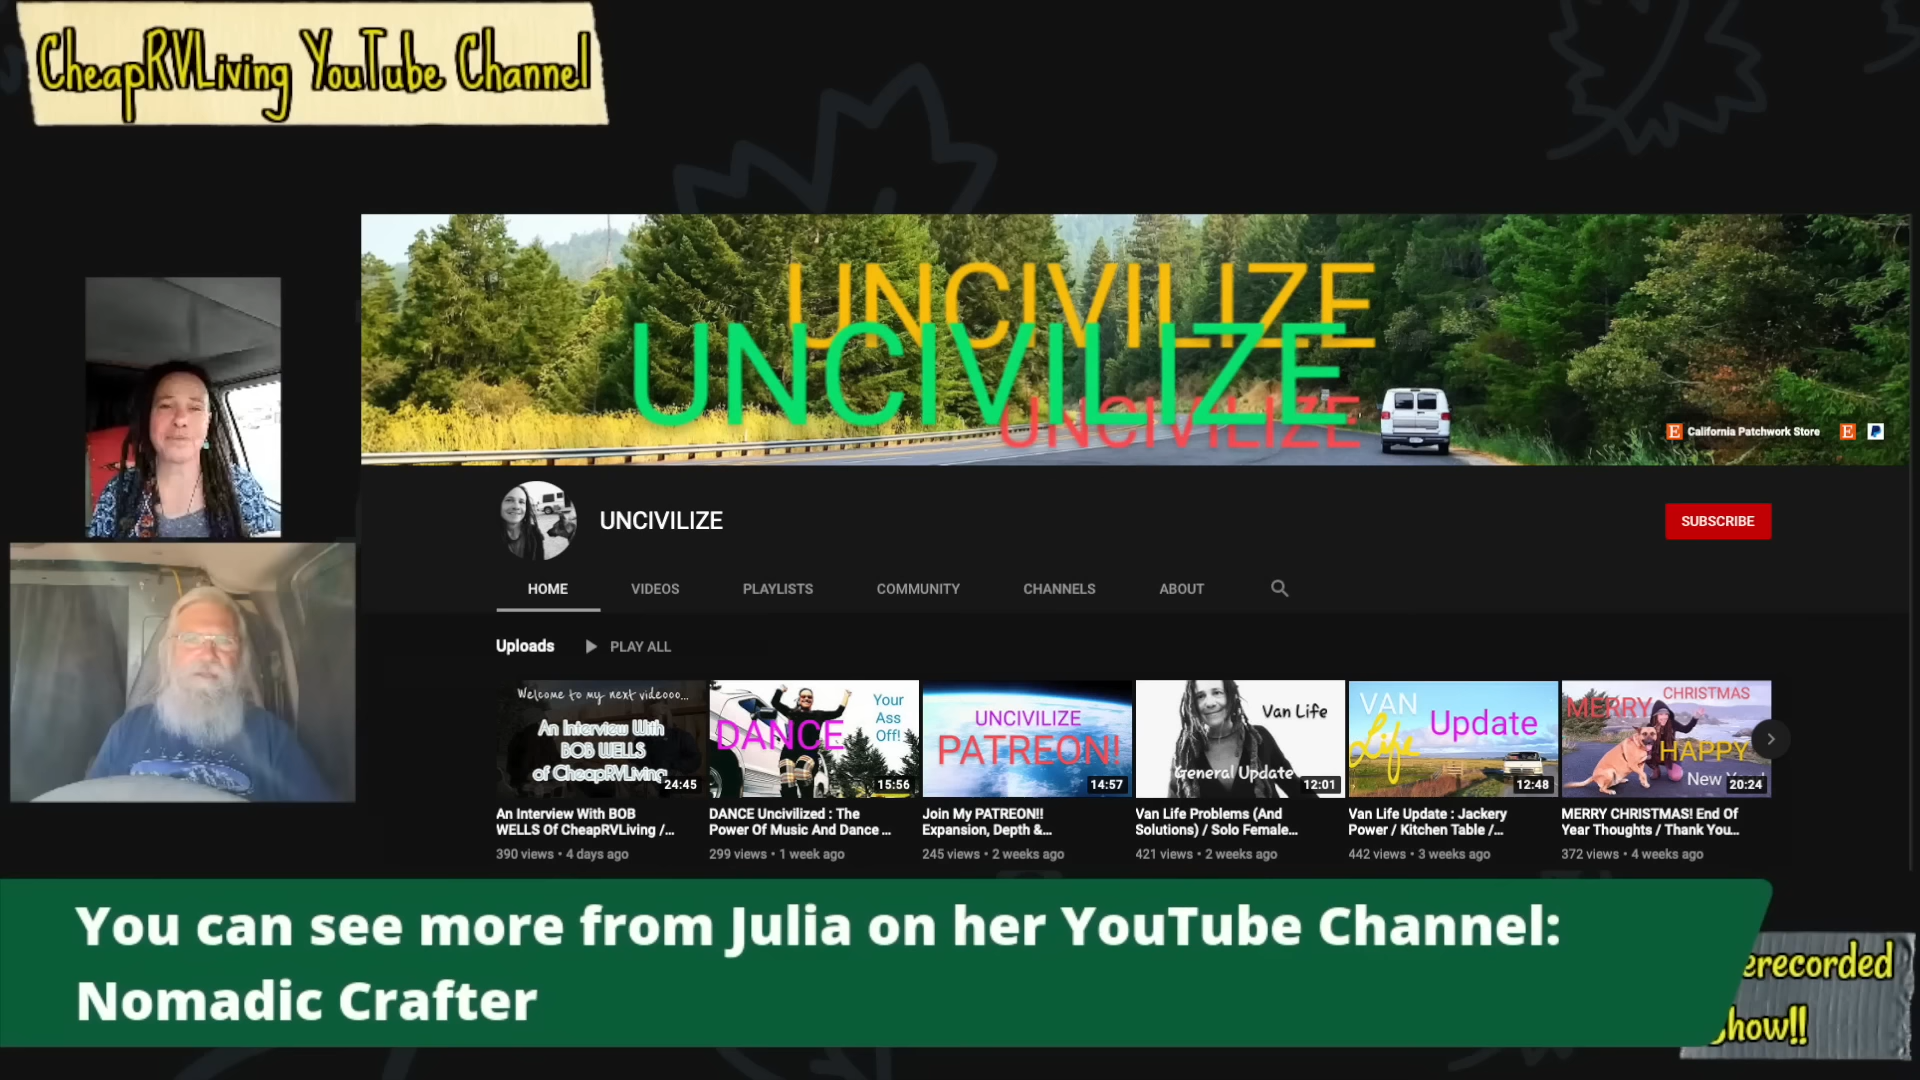 CheapRVLiving YouTube Channel
UNCIVILIZE
UNCIVILIZE
UNCIVILIZE
California Patchwork Store
UNCIVILIZE
SUBSCRIBE
HOME VIDEOS PLAYLISTS COMMUNITY CHANNELS ABOUT
Uploads PLAY ALL
Welcome to my next videooo...
An Interview With
BOB WELLS
of CheapRVLiving
24:45
DANCE
Your
Ass
Off!
15:56
UNCIVILIZE
PATREON!
14:57
Van Life
General Update
12:01
VAN
Life Update
12:48
MERRY CHRISTMAS
HAPPY
New
20:24
An Interview With BOB
WELLS Of CheapRVLiving /...
390 views • 4 days ago
DANCE Uncivilized : The
Power Of Music And Dance ...
299 views • 1 week ago
Join My PATREON!!
Expansion, Depth &...
245 views • 2 weeks ago
Van Life Problems (And
Solutions) / Solo Female...
421 views • 2 weeks ago
Van Life Update : Jackery
Power / Kitchen Table /...
442 views • 3 weeks ago
MERRY CHRISTMAS! End Of
Year Thoughts / Thank You...
372 views • 4 weeks ago
You can see more from Julia on her YouTube Channel:
Nomadic Crafter
erecorded
how!!